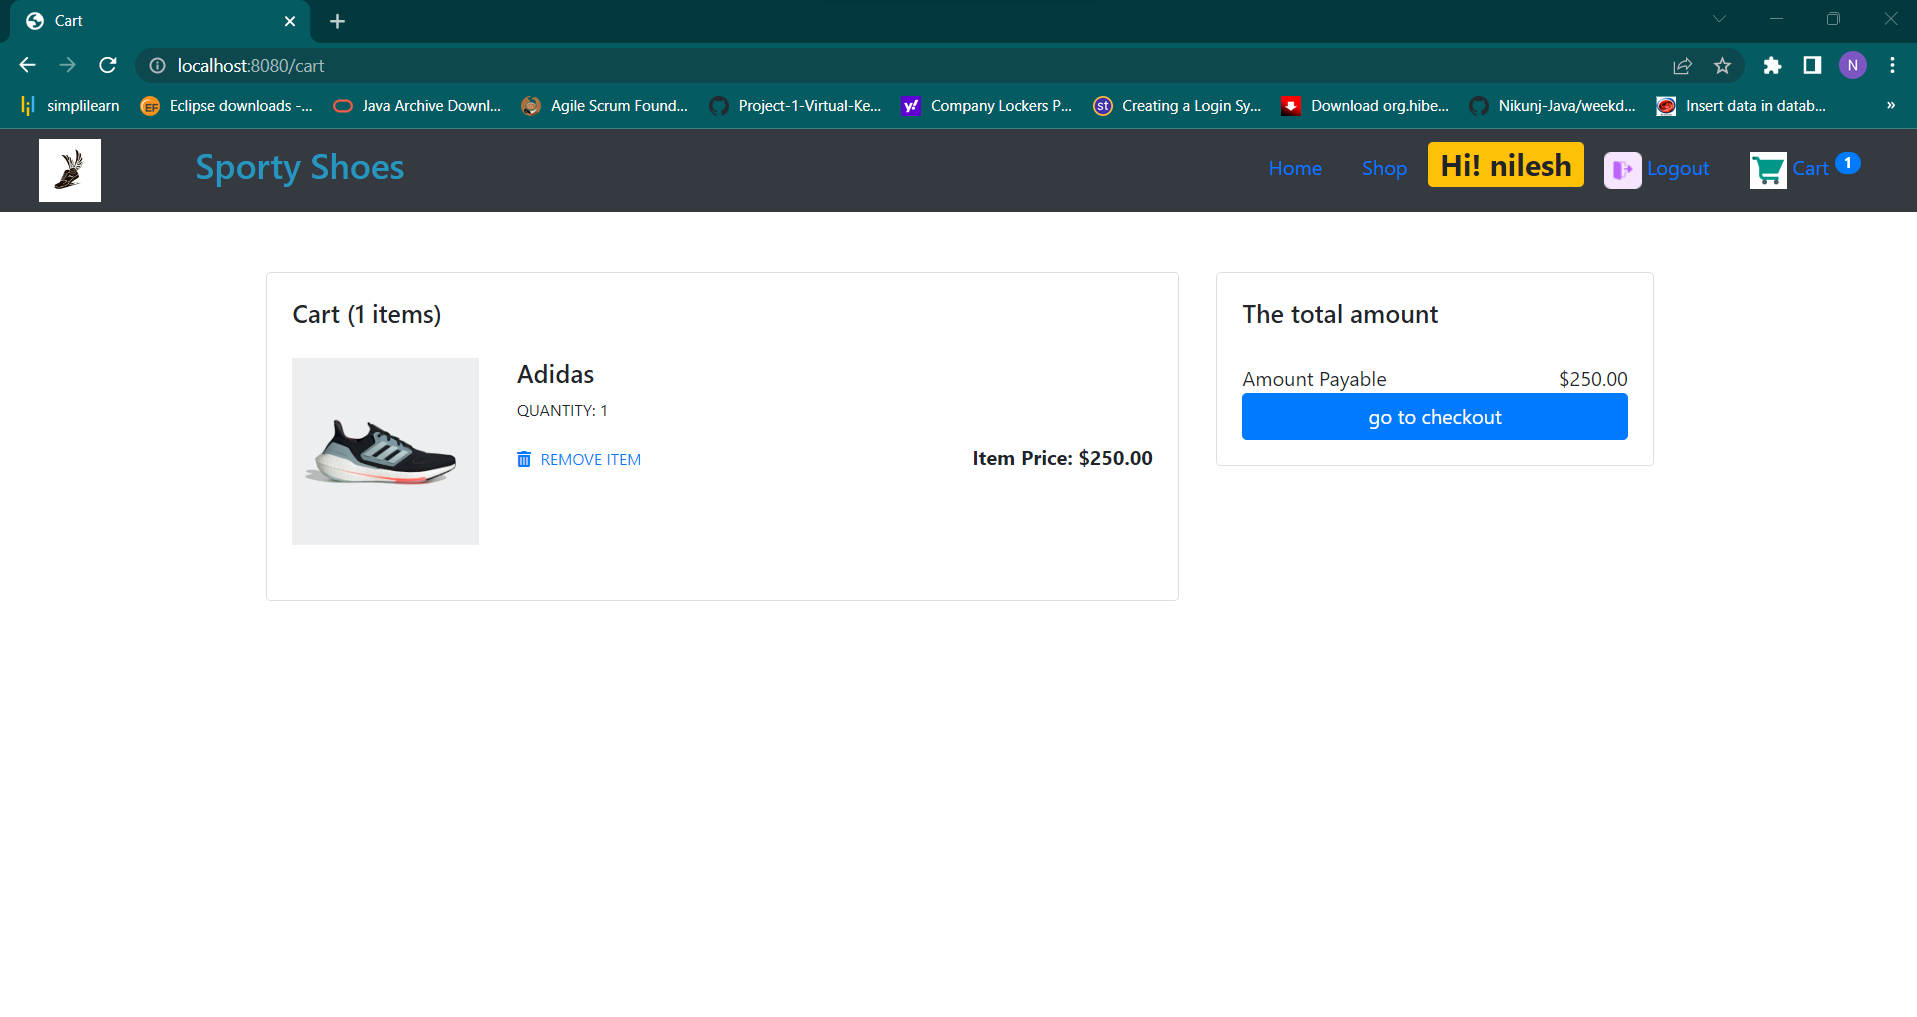 Cart
localhost:8080/cart
simplilearn Eclipse downloads -... Java Archive Downl... Agile Scrum Found... Project-1-Virtual-Ke... Company Lockers P... Creating a Login Sy... Download org.hibe... Nikunj-Java/weekd... Insert data in datab... »
Sporty Shoes Home Shop Hi! nilesh Logout Cart 1
Cart (1 items)
Adidas
QUANTITY: 1
REMOVE ITEM Item Price: $250.00
The total amount
Amount Payable $250.00
go to checkout
N
EF
y!
st